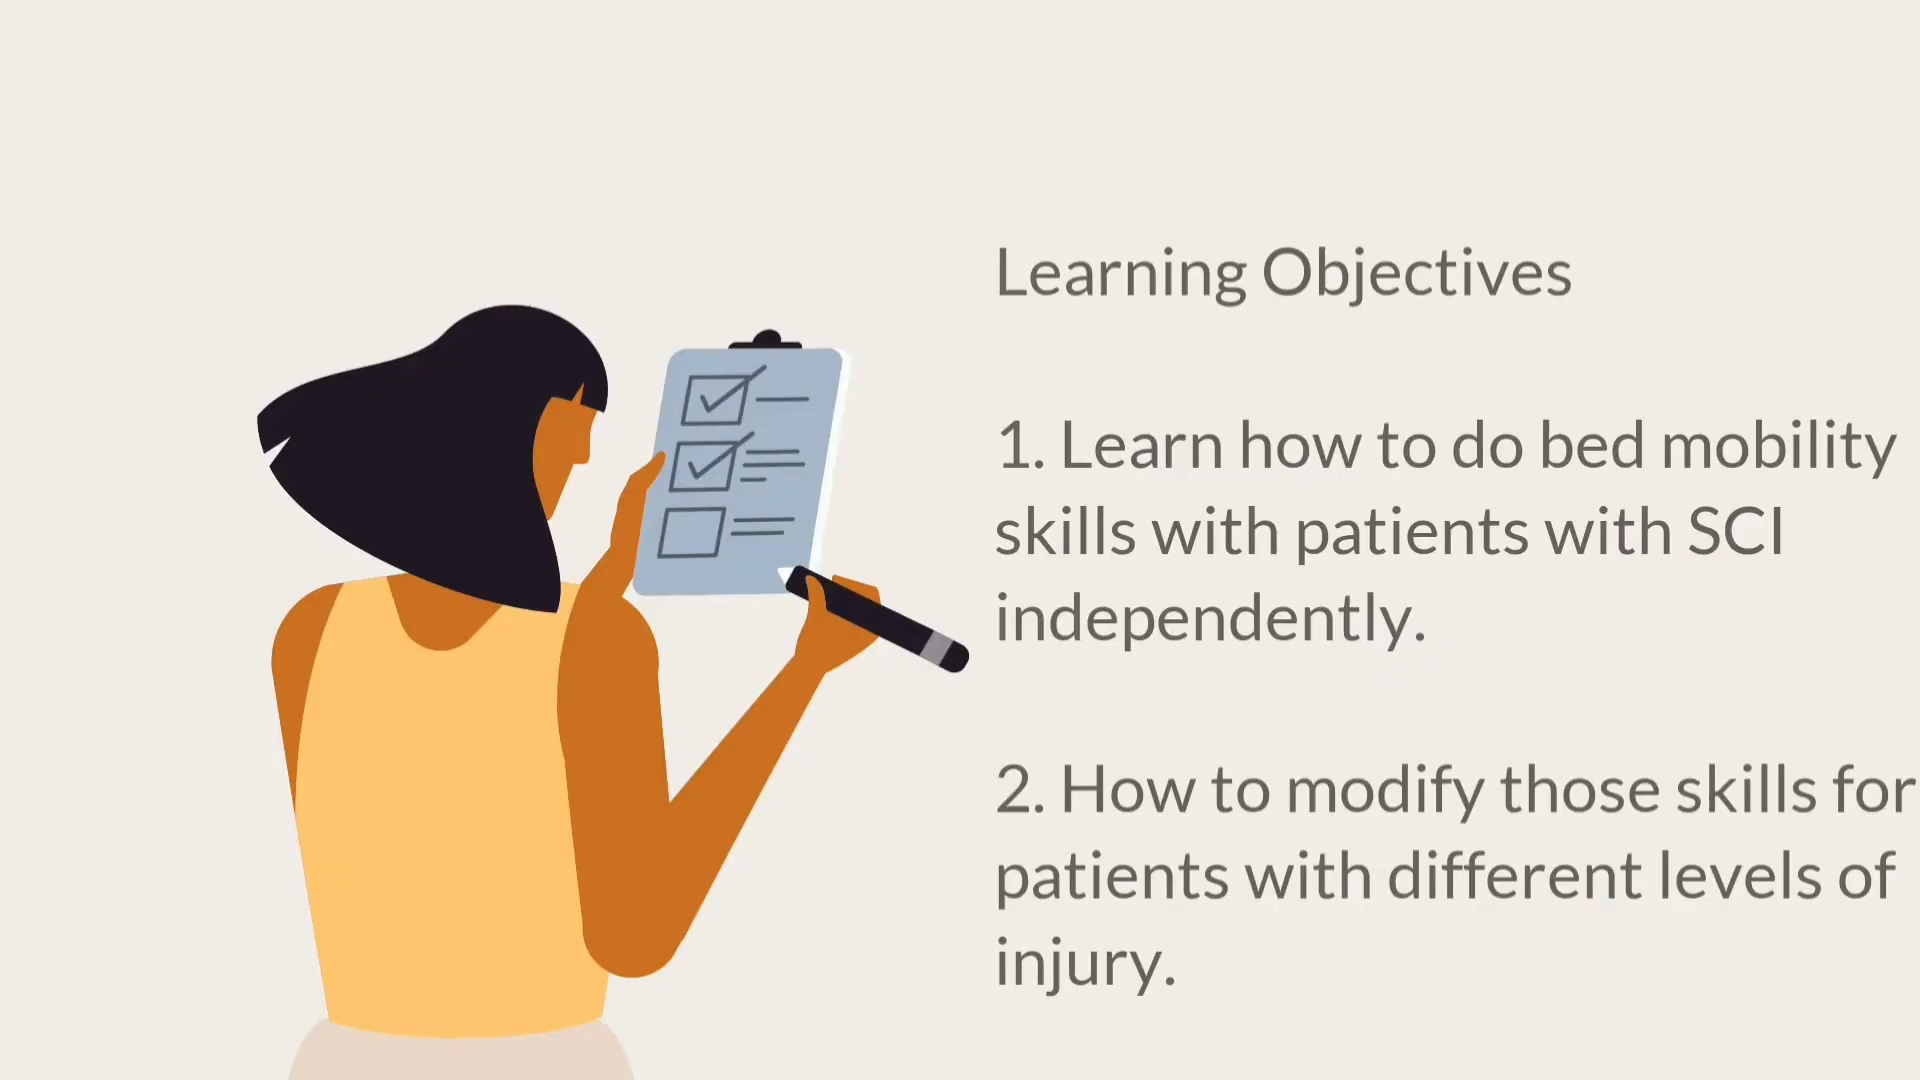 Learning Objectives
1. Learn how to do bed mobility
skills with patients with SCI
independently.
2. How to modify those skills for
patients with different levels of
injury.